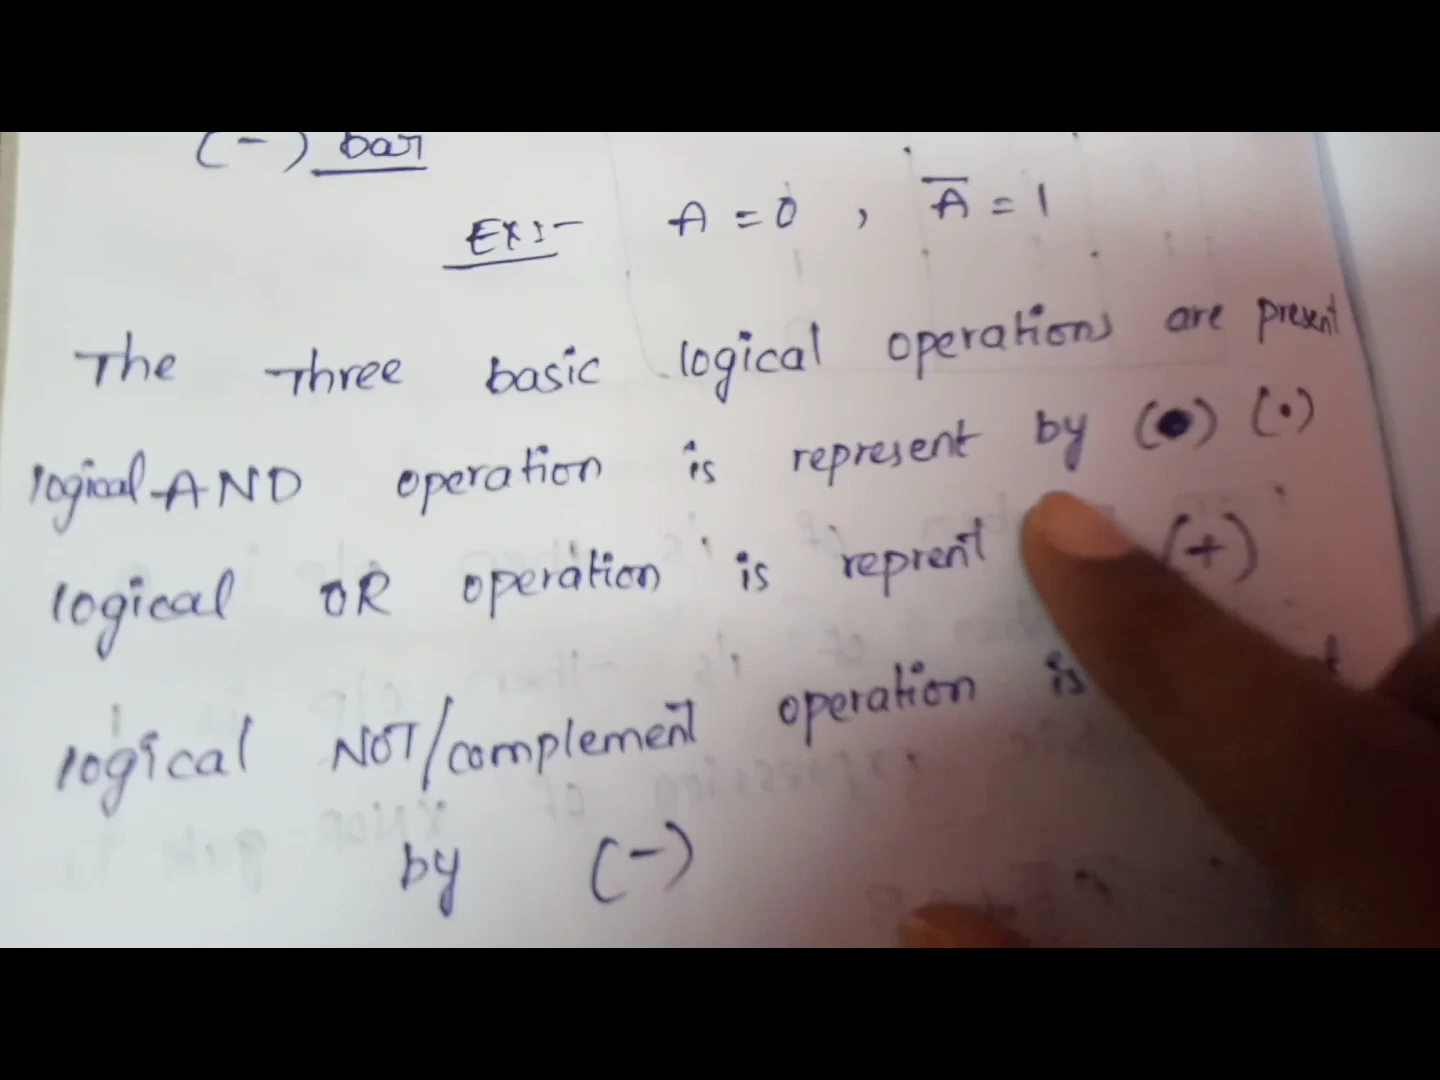 (-) bar
Ex:- A = 0 , A̅ = 1
The Three basic logical operations are present
logical AND operation is represent by (•) (·)
logical OR operation is reprent (+)
logical NOT/complement operation is
by (-)